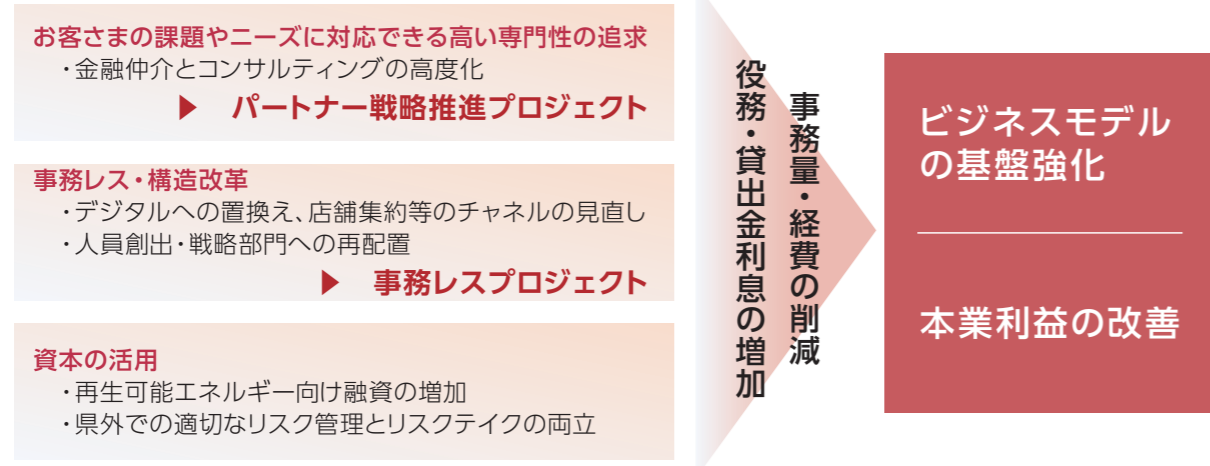 お客さまの課題やニーズに対応できる高い専門性の追求
・金融仲介とコンサルティングの高度化
▶ パートナー戦略推進プロジェクト
事務レス・構造改革
・デジタルへの置換え、店舗集約等のチャネルの見直し
・人員創出・戦略部門への再配置
▶ 事務レスプロジェクト
資本の活用
・再生可能エネルギー向け融資の増加
・県外での適切なリスク管理とリスクテイクの両立
事務量・経費の削減
役務・貸出金利息の増加
ビジネスモデル
の基盤強化
本業利益の改善